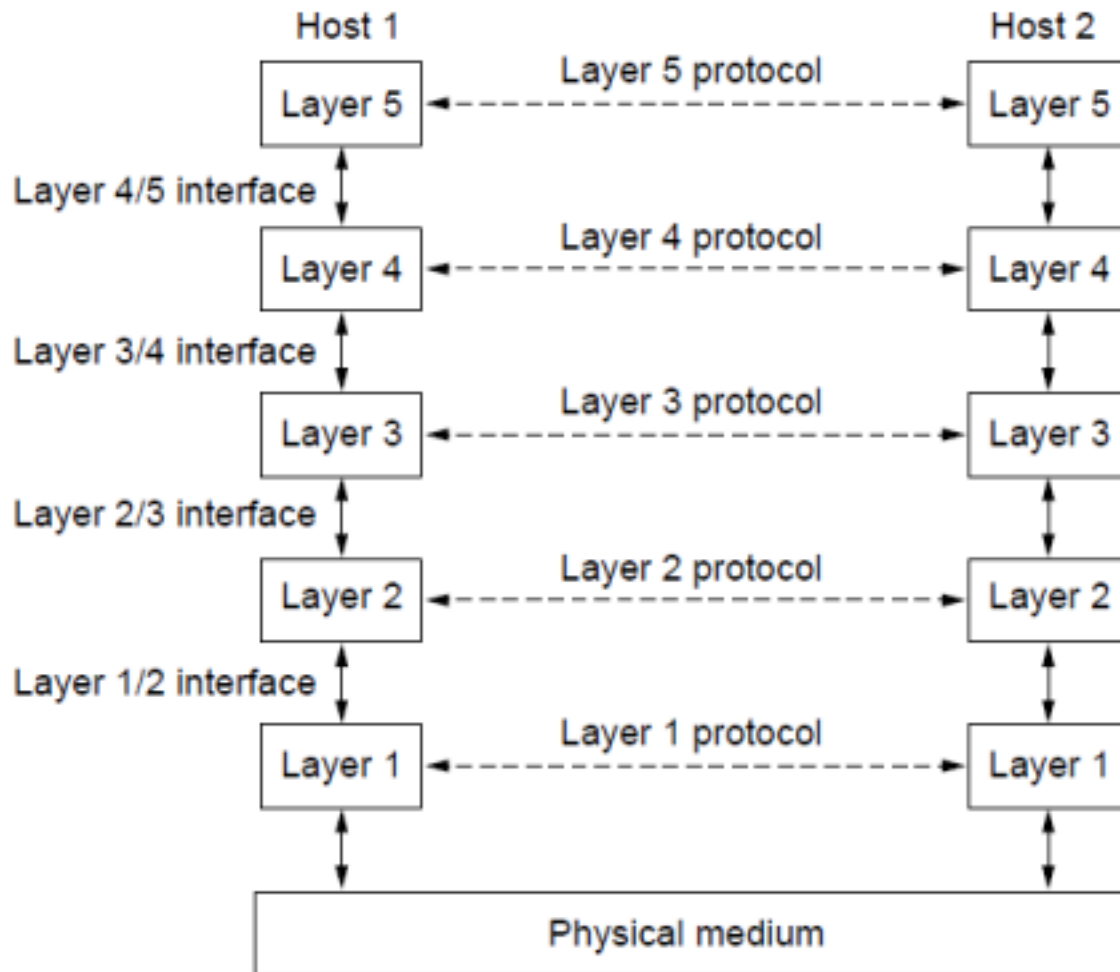 Host 1
Host 2
Layer 5 protocol
Layer 5
Layer 5
Layer 4/5 interface
Layer 4 protocol
Layer 4
Layer 4
Layer 3/4 interface
Layer 3 protocol
Layer 3
Layer 3
Layer 2/3 interface
Layer 2 protocol
Layer 2
Layer 2
Layer 1/2 interface
Layer 1 protocol
Layer 1
Layer 1
Physical medium